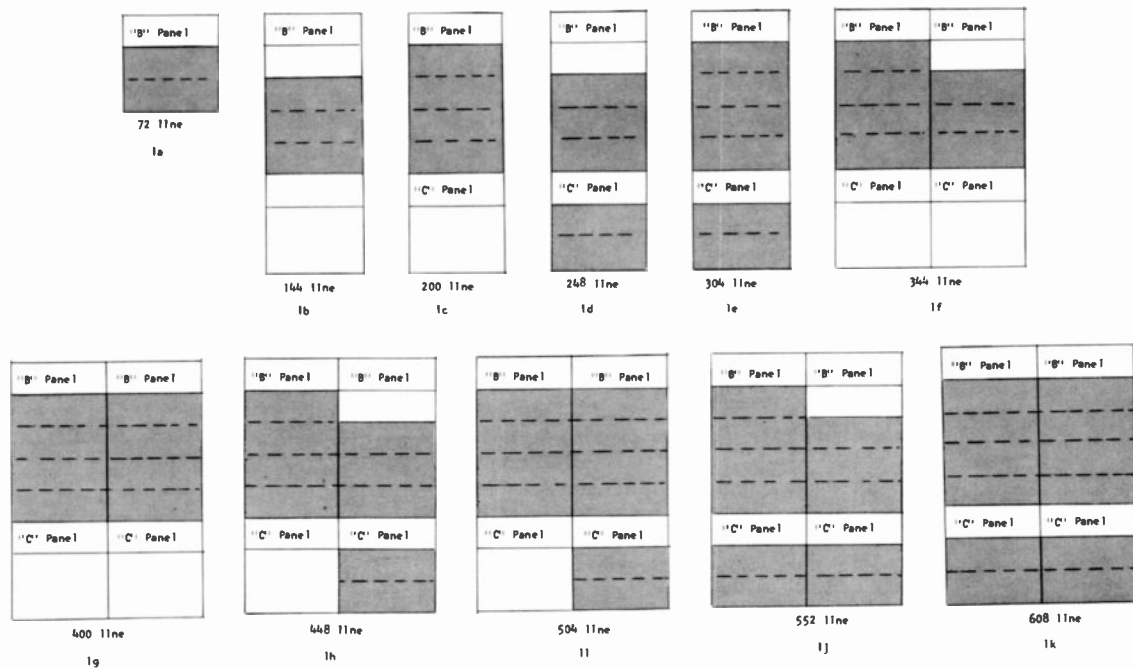 "B" Panel
72 line
1a
"B" Panel
144 line
1b
"B" Panel
"C" Panel
200 line
1c
"B" Panel
"C" Panel
248 line
1d
"B" Panel
"C" Panel
304 line
1e
"B" Panel "B" Panel
"C" Panel "C" Panel
344 line
1f
"B" Panel "B" Panel
"C" Panel "C" Panel
400 line
1g
"B" Panel "B" Panel
"C" Panel "C" Panel
448 line
1h
"B" Panel "B" Panel
"C" Panel "C" Panel
504 line
1i
"B" Panel "B" Panel
"C" Panel "C" Panel
552 line
1j
"B" Panel "B" Panel
"C" Panel "C" Panel
608 line
1k